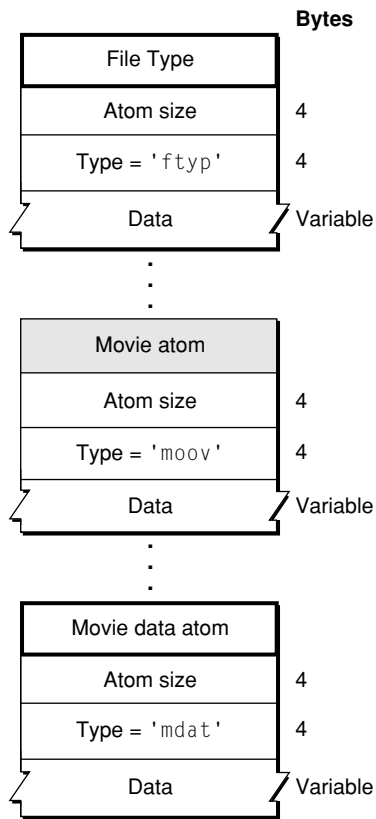 Bytes
File Type
Atom size 4
Type = 'ftyp' 4
Data Variable
Movie atom
Atom size 4
Type = 'moov' 4
Data Variable
Movie data atom
Atom size 4
Type = 'mdat' 4
Data Variable